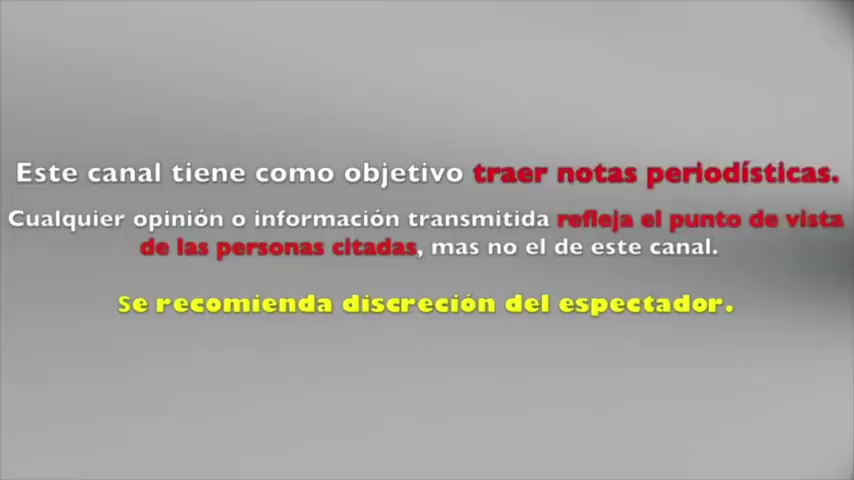 Este canal tiene como objetivo traer notas periodísticas.
Cualquier opinión o información transmitida refleja el punto de vista
de las personas citadas, mas no el de este canal.
Se recomienda discreción del espectador.